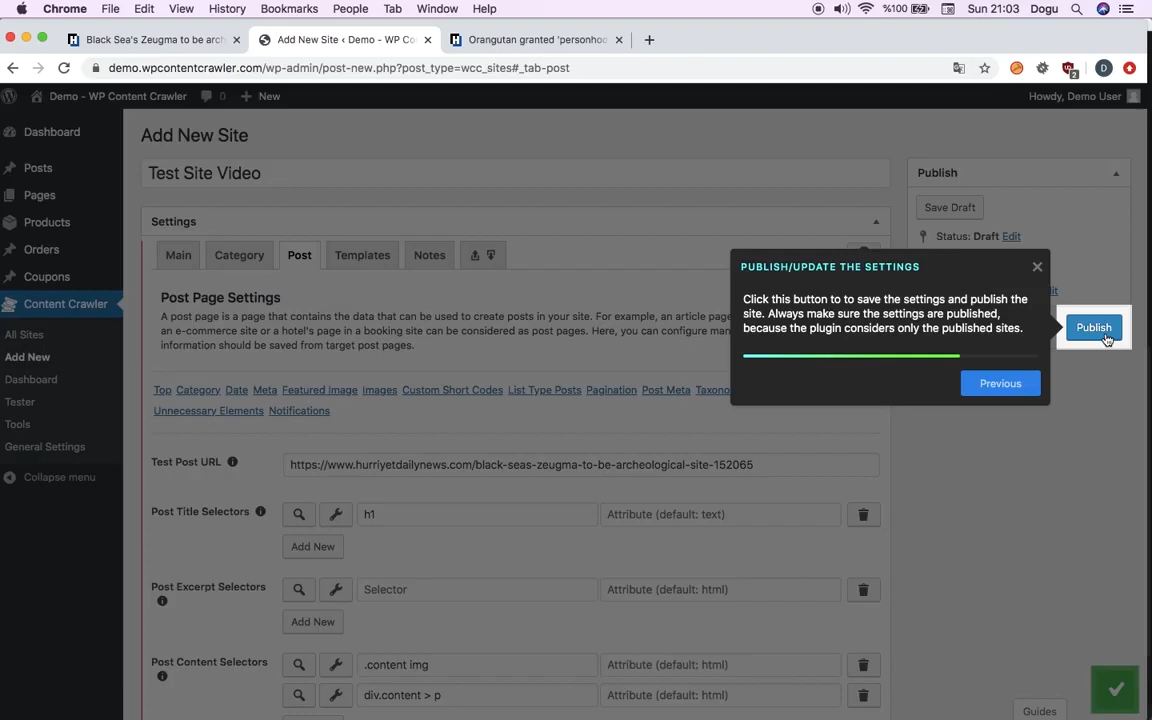 Chrome File Edit View History Bookmarks People Tab Window Help %100 Sun 21:03 Dogu
Black Sea's Zeugma to be arch
Add New Site ‹ Demo - WP Co
Orangutan granted 'personhoo
demo.wpcontentcrawler.com/wp-admin/post-new.php?post_type=wcc_sites#_tab-post
2
D
Demo - WP Content Crawler 0 New Howdy, Demo User
Dashboard
Posts
Pages
Products
Orders
Coupons
Content Crawler
All Sites
Add New
Dashboard
Tester
Tools
General Settings
Collapse menu
Add New Site
Test Site Video
Settings
Main Category Post Templates Notes
Post Page Settings
A post page is a page that contains the data that can be used to create posts in your site. For example, an article page
an e-commerce site or a hotel's page in a booking site can be considered as post pages. Here, you can configure man
information should be saved from target post pages.
Top Category Date Meta Featured Image Images Custom Short Codes List Type Posts Pagination Post Meta Taxono
Unnecessary Elements Notifications
Test Post URL https://www.hurriyetdailynews.com/black-seas-zeugma-to-be-archeological-site-152065
Post Title Selectors h1 Attribute (default: text)
Add New
Post Excerpt Selectors Selector Attribute (default: html)
Add New
Post Content Selectors .content img Attribute (default: html)
div.content > p Attribute (default: html)
Publish
Save Draft
Status: Draft Edit
PUBLISH/UPDATE THE SETTINGS
Click this button to to save the settings and publish the
site. Always make sure the settings are published,
because the plugin considers only the published sites.
Previous
Publish
Guides